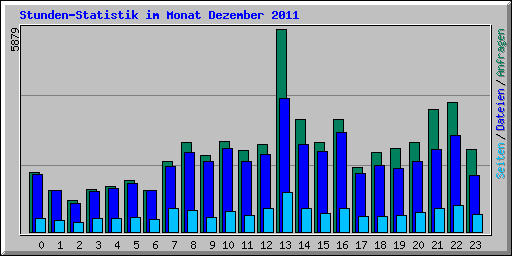 Stunden-Statistik im Monat Dezember 2011
5879
Seiten / Dateien / Anfragen
0 1 2 3 4 5 6 7 8 9 10 11 12 13 14 15 16 17 18 19 20 21 22 23